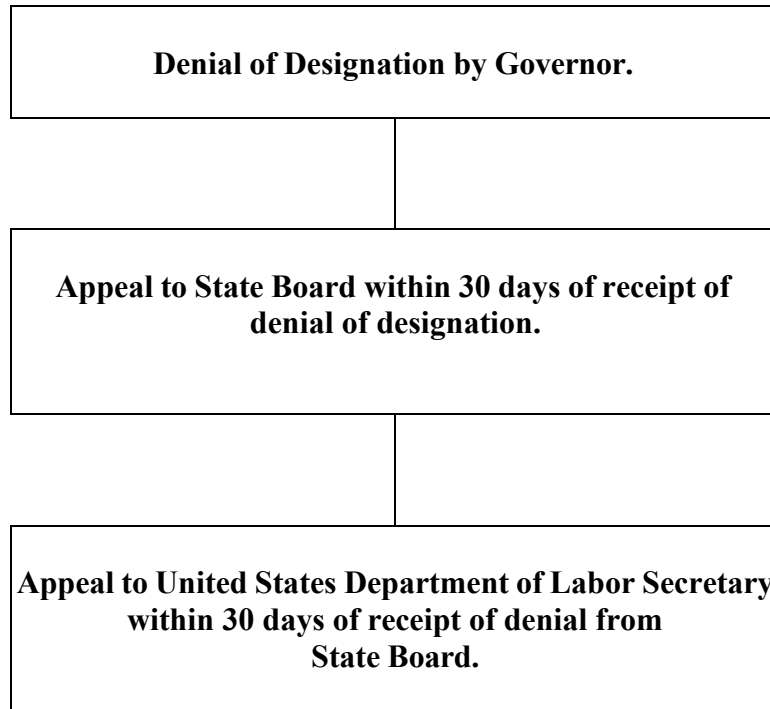 Denial of Designation by Governor.
Appeal to State Board within 30 days of receipt of
denial of designation.
Appeal to United States Department of Labor Secretary
within 30 days of receipt of denial from
State Board.